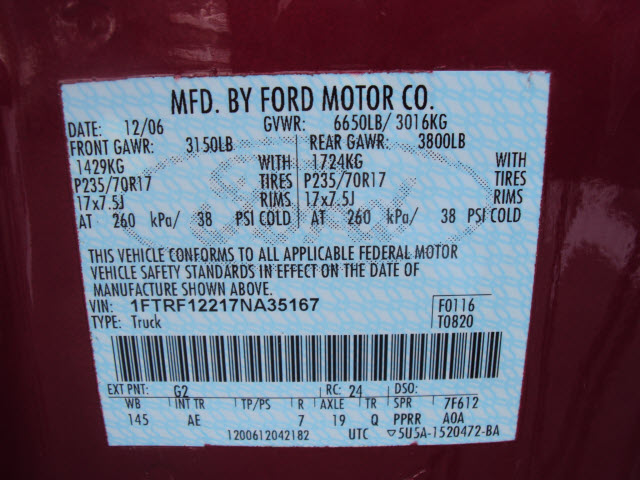 MFD. BY FORD MOTOR CO.
DATE: 12/06 GVWR: 6650LB/ 3016KG
FRONT GAWR: 3150LB REAR GAWR: 3800LB
1429KG WITH 1724KG WITH
P235/70R17 TIRES P235/70R17 TIRES
17x7.5J RIMS 17x7.5J RIMS
AT 260 kPa/ 38 PSI COLD AT 260 kPa/ 38 PSI COLD
THIS VEHICLE CONFORMS TO ALL APPLICABLE FEDERAL MOTOR
VEHICLE SAFETY STANDARDS IN EFFECT ON THE DATE OF
MANUFACTURE SHOWN ABOVE.
VIN: 1FTRF12217NA35167 F0116
TYPE: Truck T0820
EXT PNT: G2 RC: 24 DSO:
WB INT TR TP/PS R AXLE TR SPR 7F612
145 AE 7 19 Q PPRR A0A
1200612042182 UTC ▽5U5A-1520472-BA